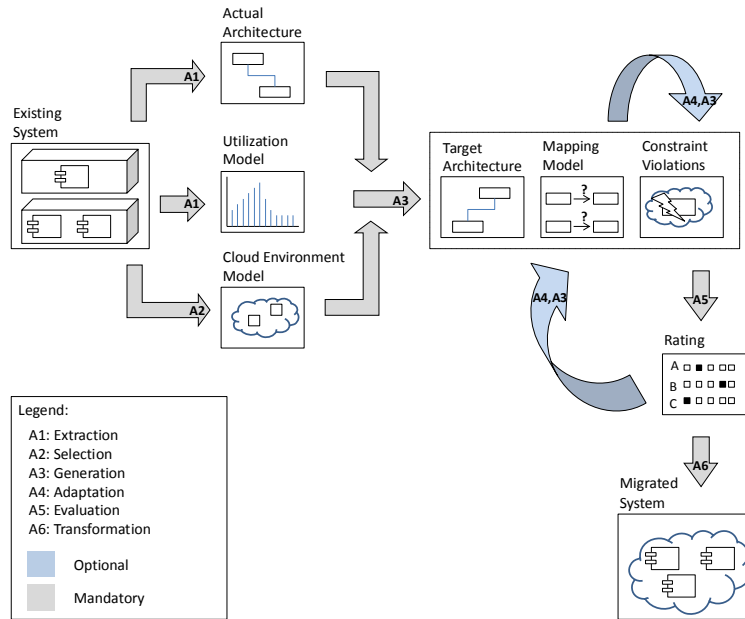 Actual
Architecture
A1
Existing
System
Utilization
Model
A1
A3
Cloud Environment
Model
A2
A4,A3
Target
Architecture
Mapping
Model
?
?
Constraint
Violations
A4,A3
A5
Rating
A
B
C
A6
Migrated
System
Legend:
A1: Extraction
A2: Selection
A3: Generation
A4: Adaptation
A5: Evaluation
A6: Transformation
Optional
Mandatory